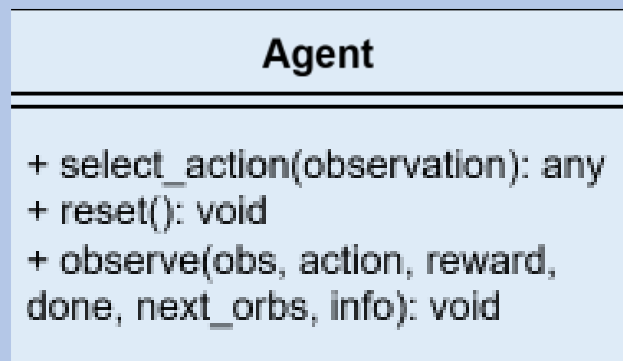 Agent
+ select_action(observation): any
+ reset(): void
+ observe(obs, action, reward,
done, next_orbs, info): void